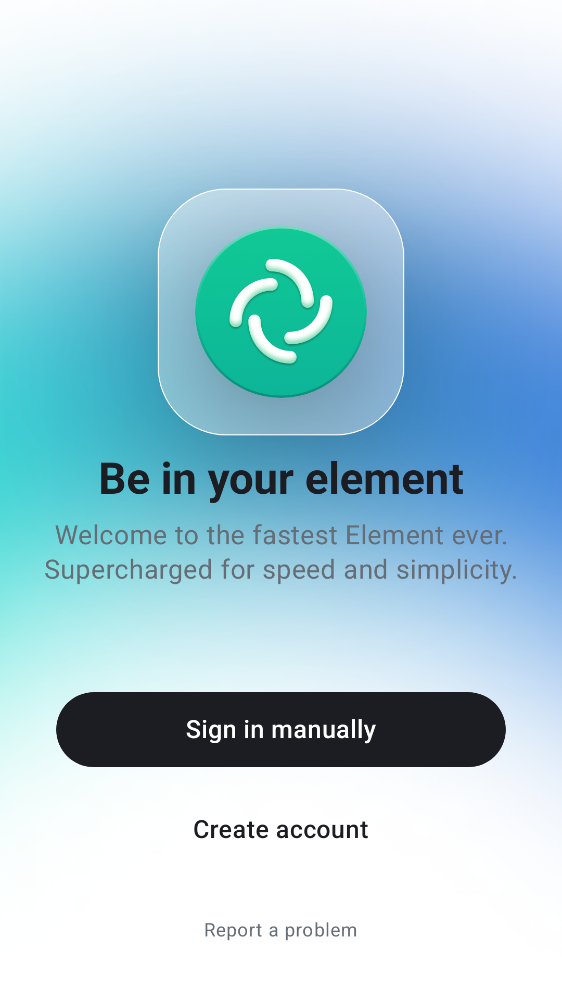 Be in your element
Welcome to the fastest Element ever.
Supercharged for speed and simplicity.
Sign in manually
Create account
Report a problem